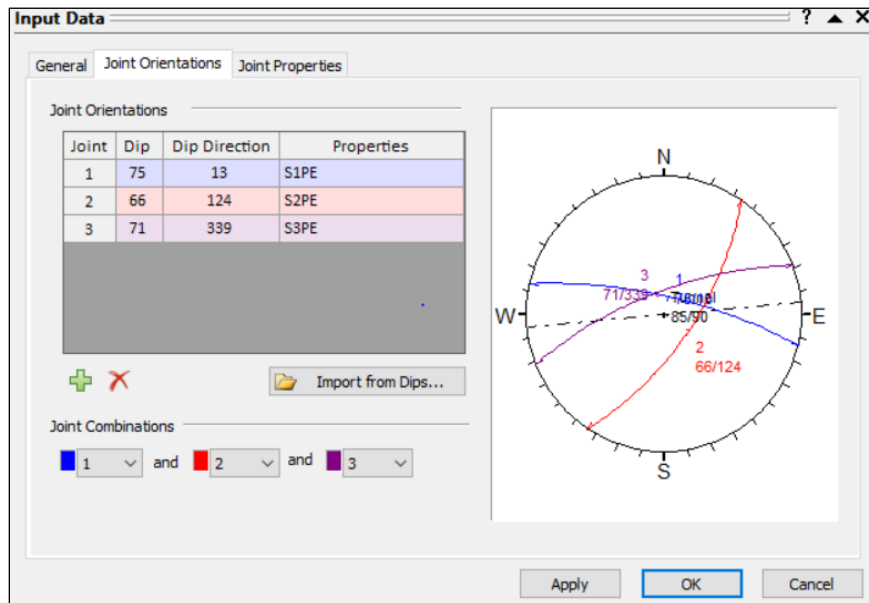 Input Data ?
General Joint Orientations Joint Properties
Joint Orientations
Joint Dip Dip Direction Properties
1 75 13 S1PE
2 66 124 S2PE
3 71 339 S3PE
Import from Dips...
Joint Combinations
1 and 2 and 3
N
3 1
71/339
W E
85/90
2
66/124
S
Apply OK Cancel